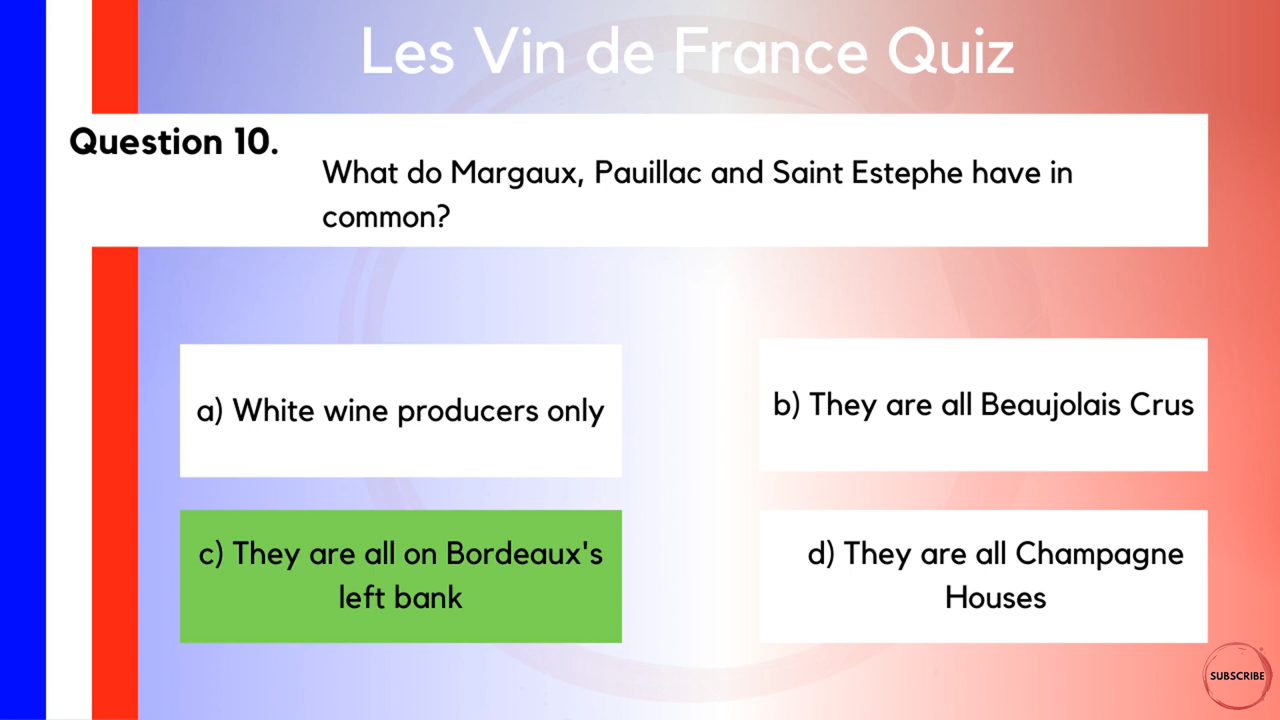 Les Vin de France Quiz
Question 10.
What do Margaux, Pauillac and Saint Estephe have in
common?
a) White wine producers only
b) They are all Beaujolais Crus
c) They are all on Bordeaux's
left bank
d) They are all Champagne
Houses
SUBSCRIBE